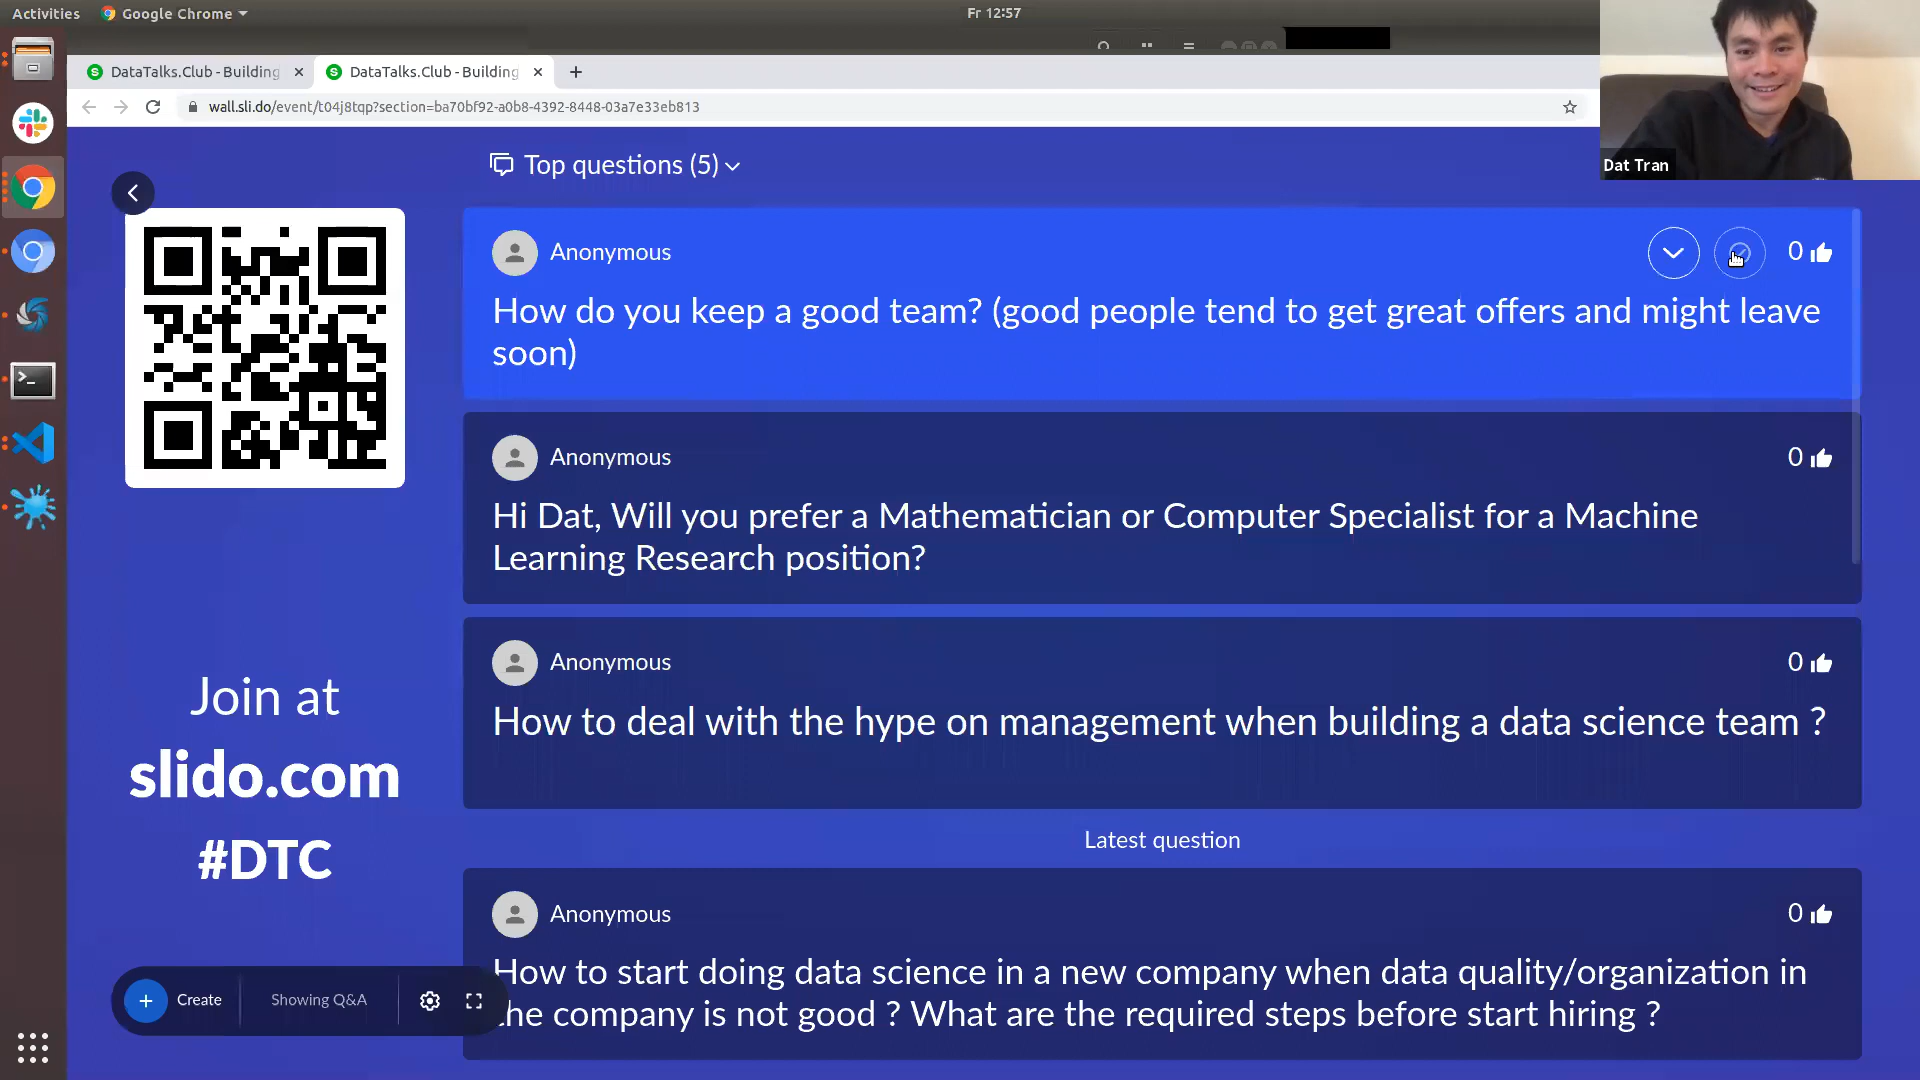 Activities
Google Chrome
Fr 12:57
DataTalks.Club - Building
DataTalks.Club - Building
wall.sli.do/event/t04j8tqp?section=ba70bf92-a0b8-4392-8448-03a7e33eb813
Dat Tran
Top questions (5)
Anonymous
0
How do you keep a good team? (good people tend to get great offers and might leave
soon)
Anonymous
0
Hi Dat, Will you prefer a Mathematician or Computer Specialist for a Machine
Learning Research position?
Anonymous
0
How to deal with the hype on management when building a data science team ?
Latest question
Anonymous
0
How to start doing data science in a new company when data quality/organization in
the company is not good ? What are the required steps before start hiring ?
Join at
slido.com
#DTC
Create
Showing Q&A